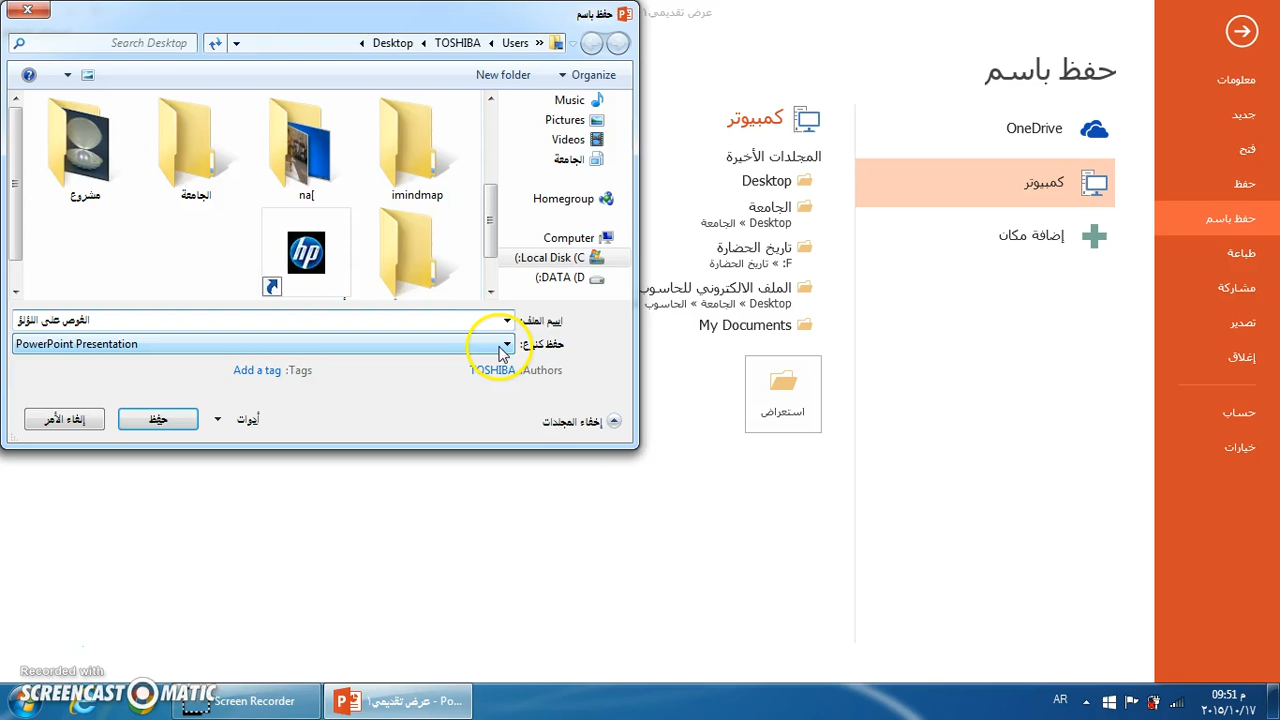 حفظ باسم
عرض تقديمي١
Search Desktop
Desktop
TOSHIBA
Users
New folder
Organize
Music
Pictures
Videos
الجامعة
Homegroup
Computer
Local Disk (C:)
DATA (D:)
مشروع
الجامعة
na[
imindmap
hp
اسم الملف:
الغوص على اللؤلؤ
حفظ كنوع:
PowerPoint Presentation
Authors: TOSHIBA
Tags: Add a tag
إخفاء المجلدات
أدوات
حفظ
إلغاء الأمر
حفظ باسم
OneDrive
كمبيوتر
إضافة مكان
كمبيوتر
المجلدات الأخيرة
Desktop
الجامعة
Desktop » الجامعة
تاريخ الحضارة
F: » تاريخ الحضارة
الملف الالكتروني للحاسوب
Desktop » الجامعة » الحاسوب
My Documents
استعراض
معلومات
جديد
فتح
حفظ
حفظ باسم
طباعة
مشاركة
تصدير
إغلاق
حساب
خيارات
Recorded with
SCREENCAST MATIC
Screen Recorder
عرض تقديمي١ - Po...
AR
09:51 م
٢٠١٥/١٠/١٧